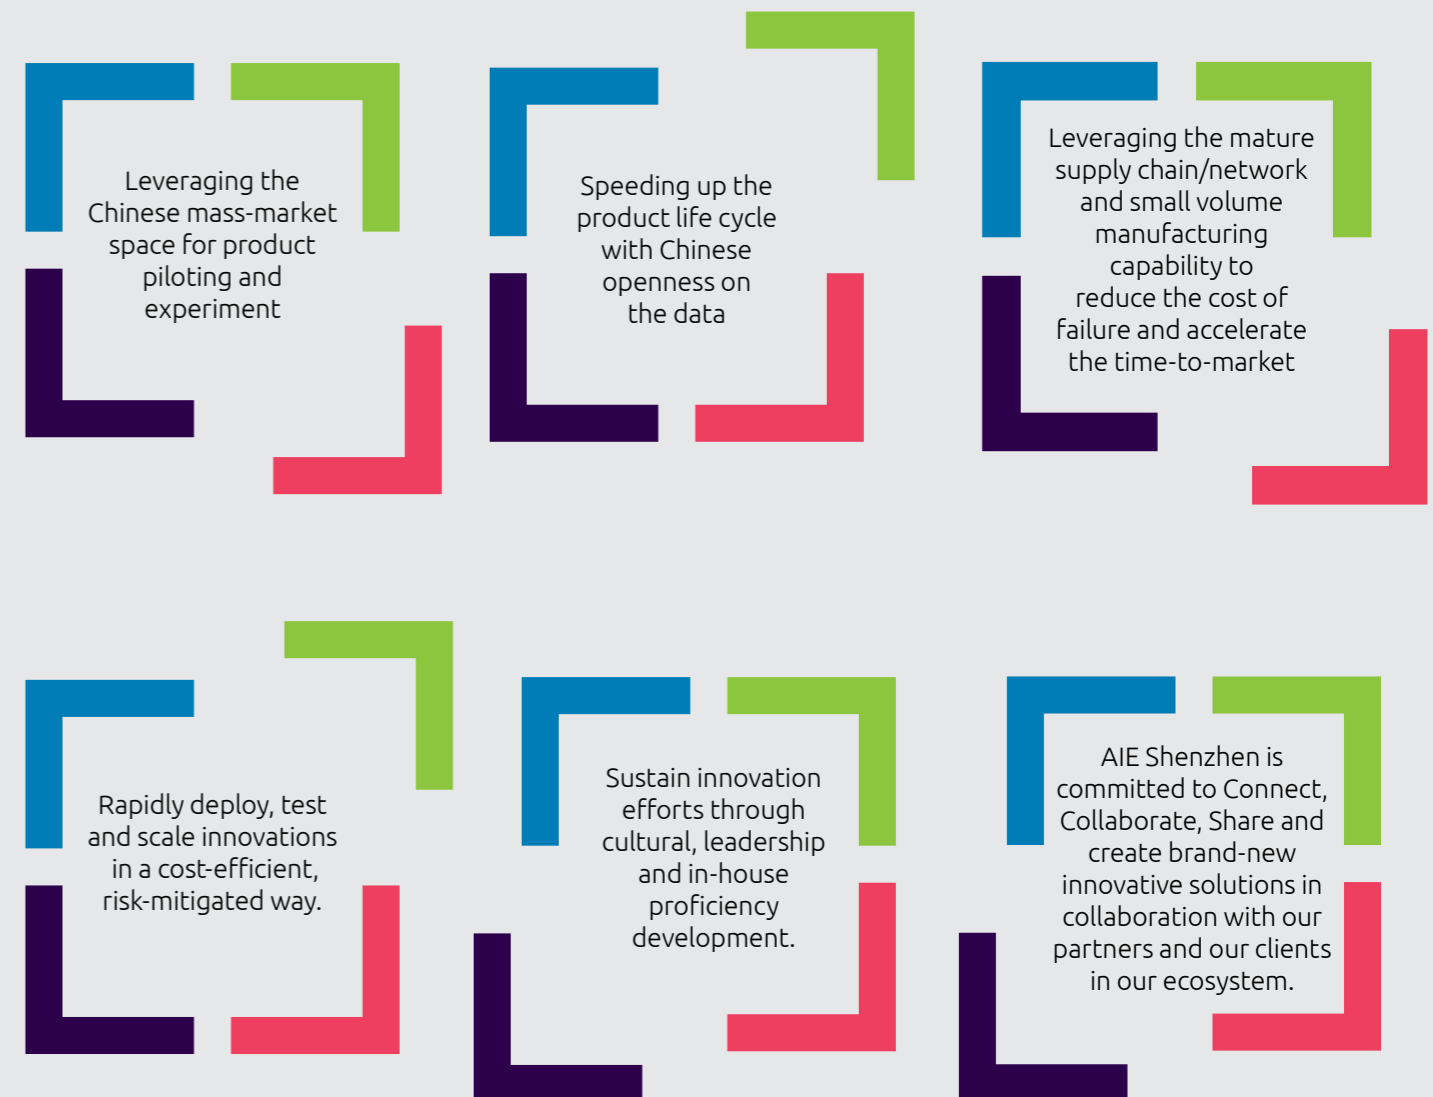 Leveraging the
Chinese mass-market
space for product
piloting and
experiment
Speeding up the
product life cycle
with Chinese
openness on
the data
Leveraging the mature
supply chain/network
and small volume
manufacturing
capability to
reduce the cost of
failure and accelerate
the time-to-market
Rapidly deploy, test
and scale innovations
in a cost-efficient,
risk-mitigated way.
Sustain innovation
efforts through
cultural, leadership
and in-house
proficiency
development.
AIE Shenzhen is
committed to Connect,
Collaborate, Share and
create brand-new
innovative solutions in
collaboration with our
partners and our clients
in our ecosystem.